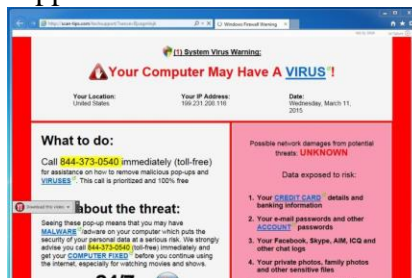 Windows Firewall Warning
(1) System Virus Warning:
Your Computer May Have A VIRUS!
Your Location:
United States
Your IP Address:
199.231.208.116
Date:
Wednesday, March 11,
2015
What to do:
Call 844-373-0540 immediately (toll-free)
for assistance on how to remove malicious pop-ups and
VIRUSES. This call is prioritized and 100% free
Possible network damages from potential
threats: UNKNOWN
Data exposed to risk:
1. Your CREDIT CARD details and
banking information
2. Your e-mail passwords and other
ACCOUNT passwords
3. Your Facebook, Skype, AIM, ICQ and
other chat logs
4. Your private photos, family photos
and other sensitive files
Download this video
about the threat:
Seeing these pop-up means that you may have
MALWARE/adware on your computer which puts the
security of your personal data at a serious risk. We strongly
advise you call 844-373-0540 (toll-free) immediately and
get your COMPUTER FIXED before you continue using
the internet, especially for watching movies and shows.